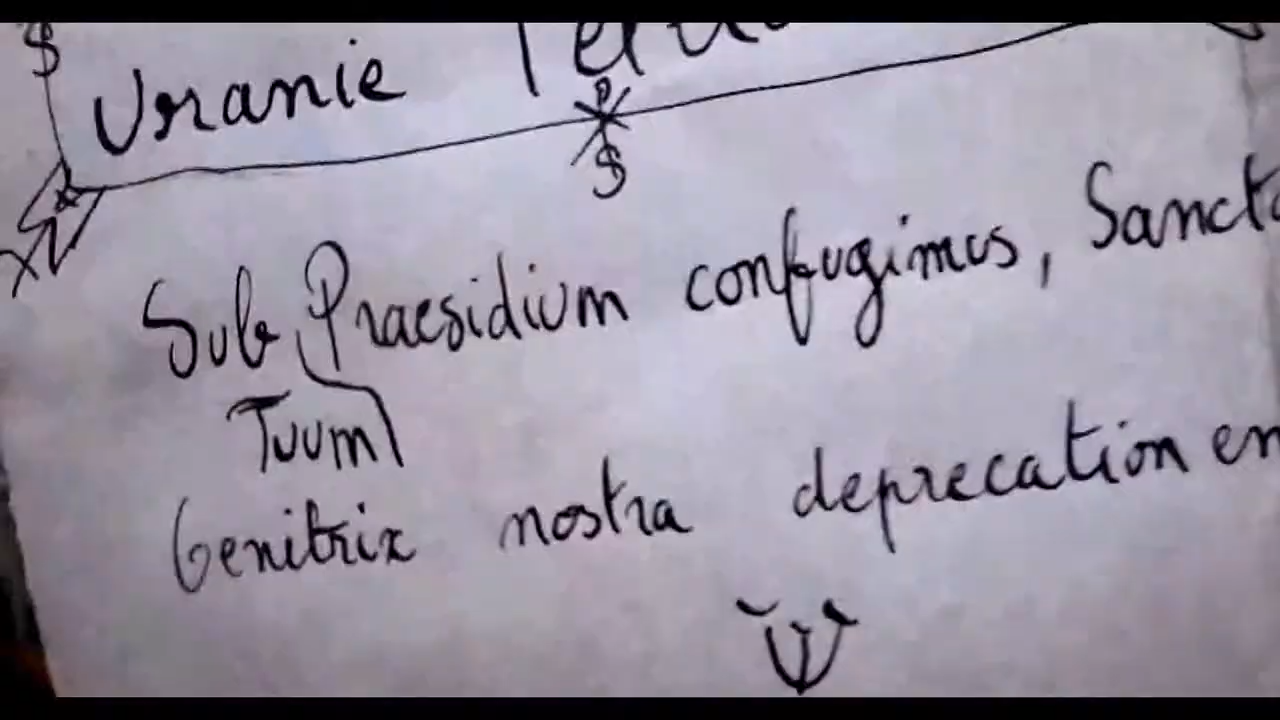 Uranie
Sub Praesidium confugimus, Sancta
Tuum
Genitrix nostra deprecationem